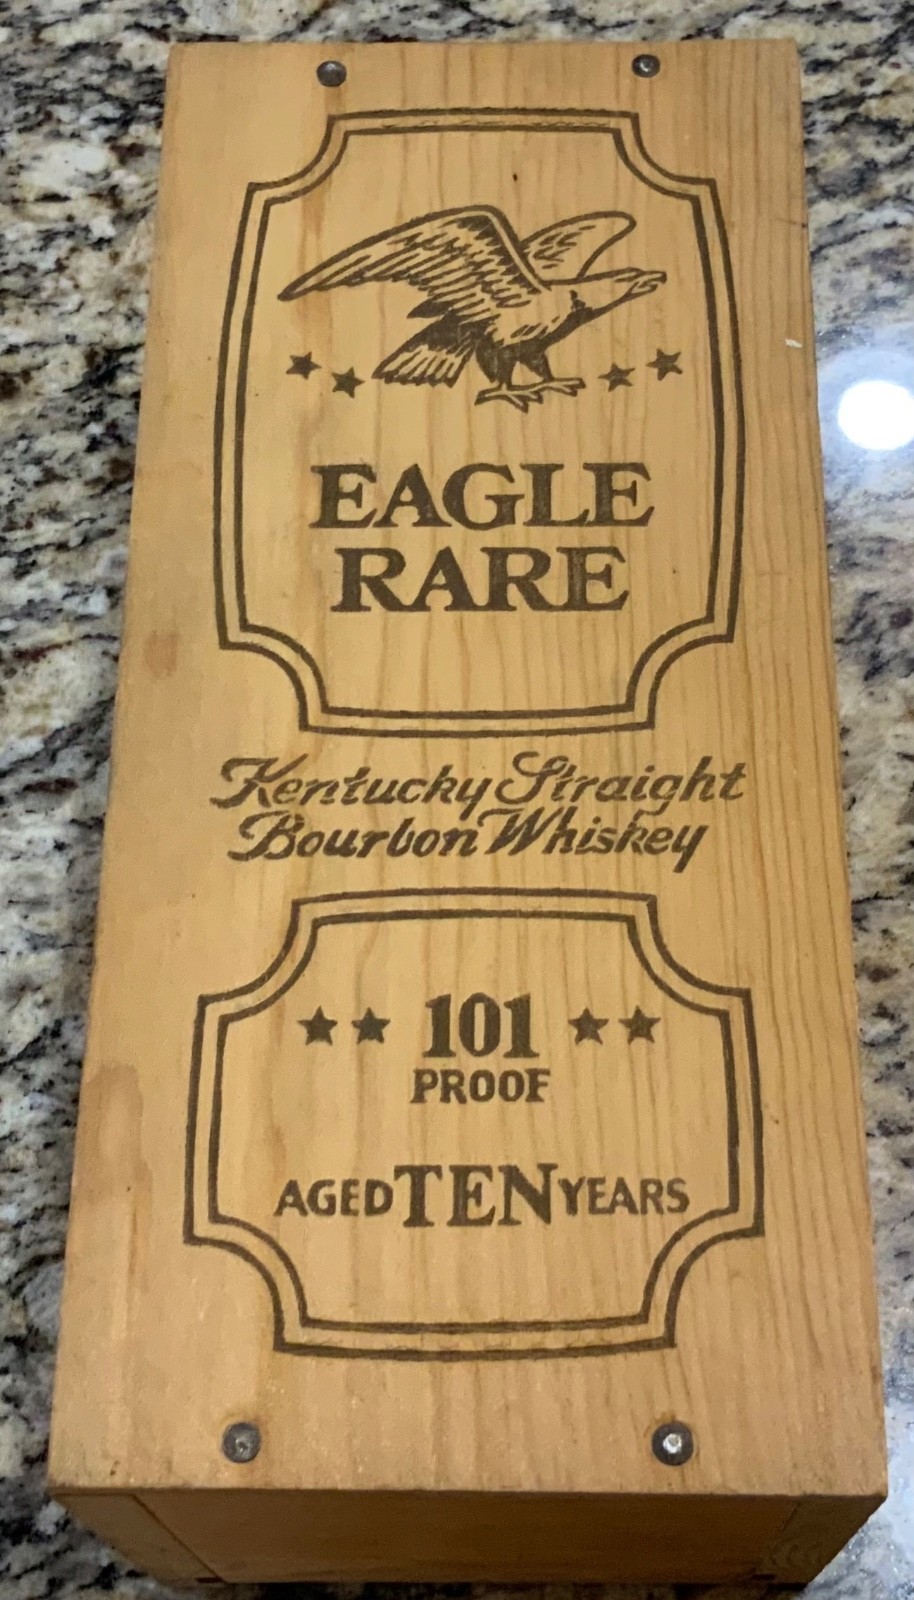 EAGLE
RARE
Kentucky Straight
Bourbon Whiskey
101
PROOF
AGED TEN YEARS